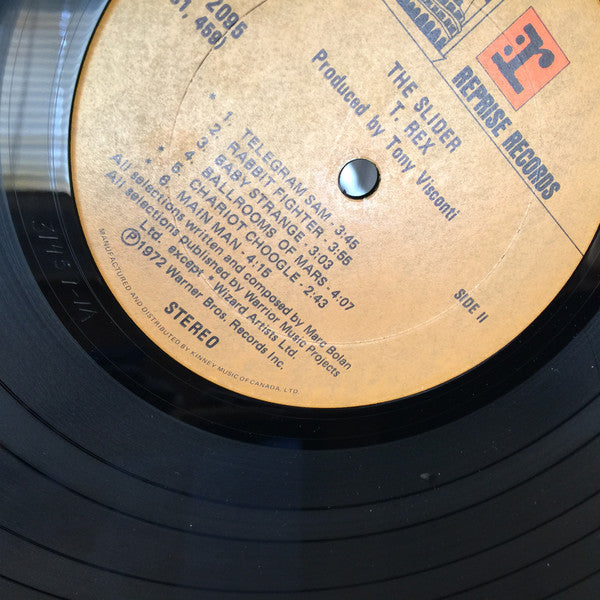 2095
31, 459)
r:
REPRISE RECORDS
THE SLIDER
T. REX
Produced by Tony Visconti
* 1. TELEGRAM SAM - 3:45
2. RABBIT FIGHTER - 3:55
3. BABY STRANGE - 3:03
4. BALLROOMS OF MARS - 4:07
5. CHARIOT CHOOGLE - 2:43
* 6. MAIN MAN - 4:15
All selections written and composed by Marc Bolan
All selections published by Warrior Music Projects
Ltd. except * Wizard Artists Ltd.
℗1972 Warner Bros. Records Inc.
STEREO
SIDE II
MANUFACTURED AND DISTRIBUTED BY KINNEY MUSIC OF CANADA, LTD.